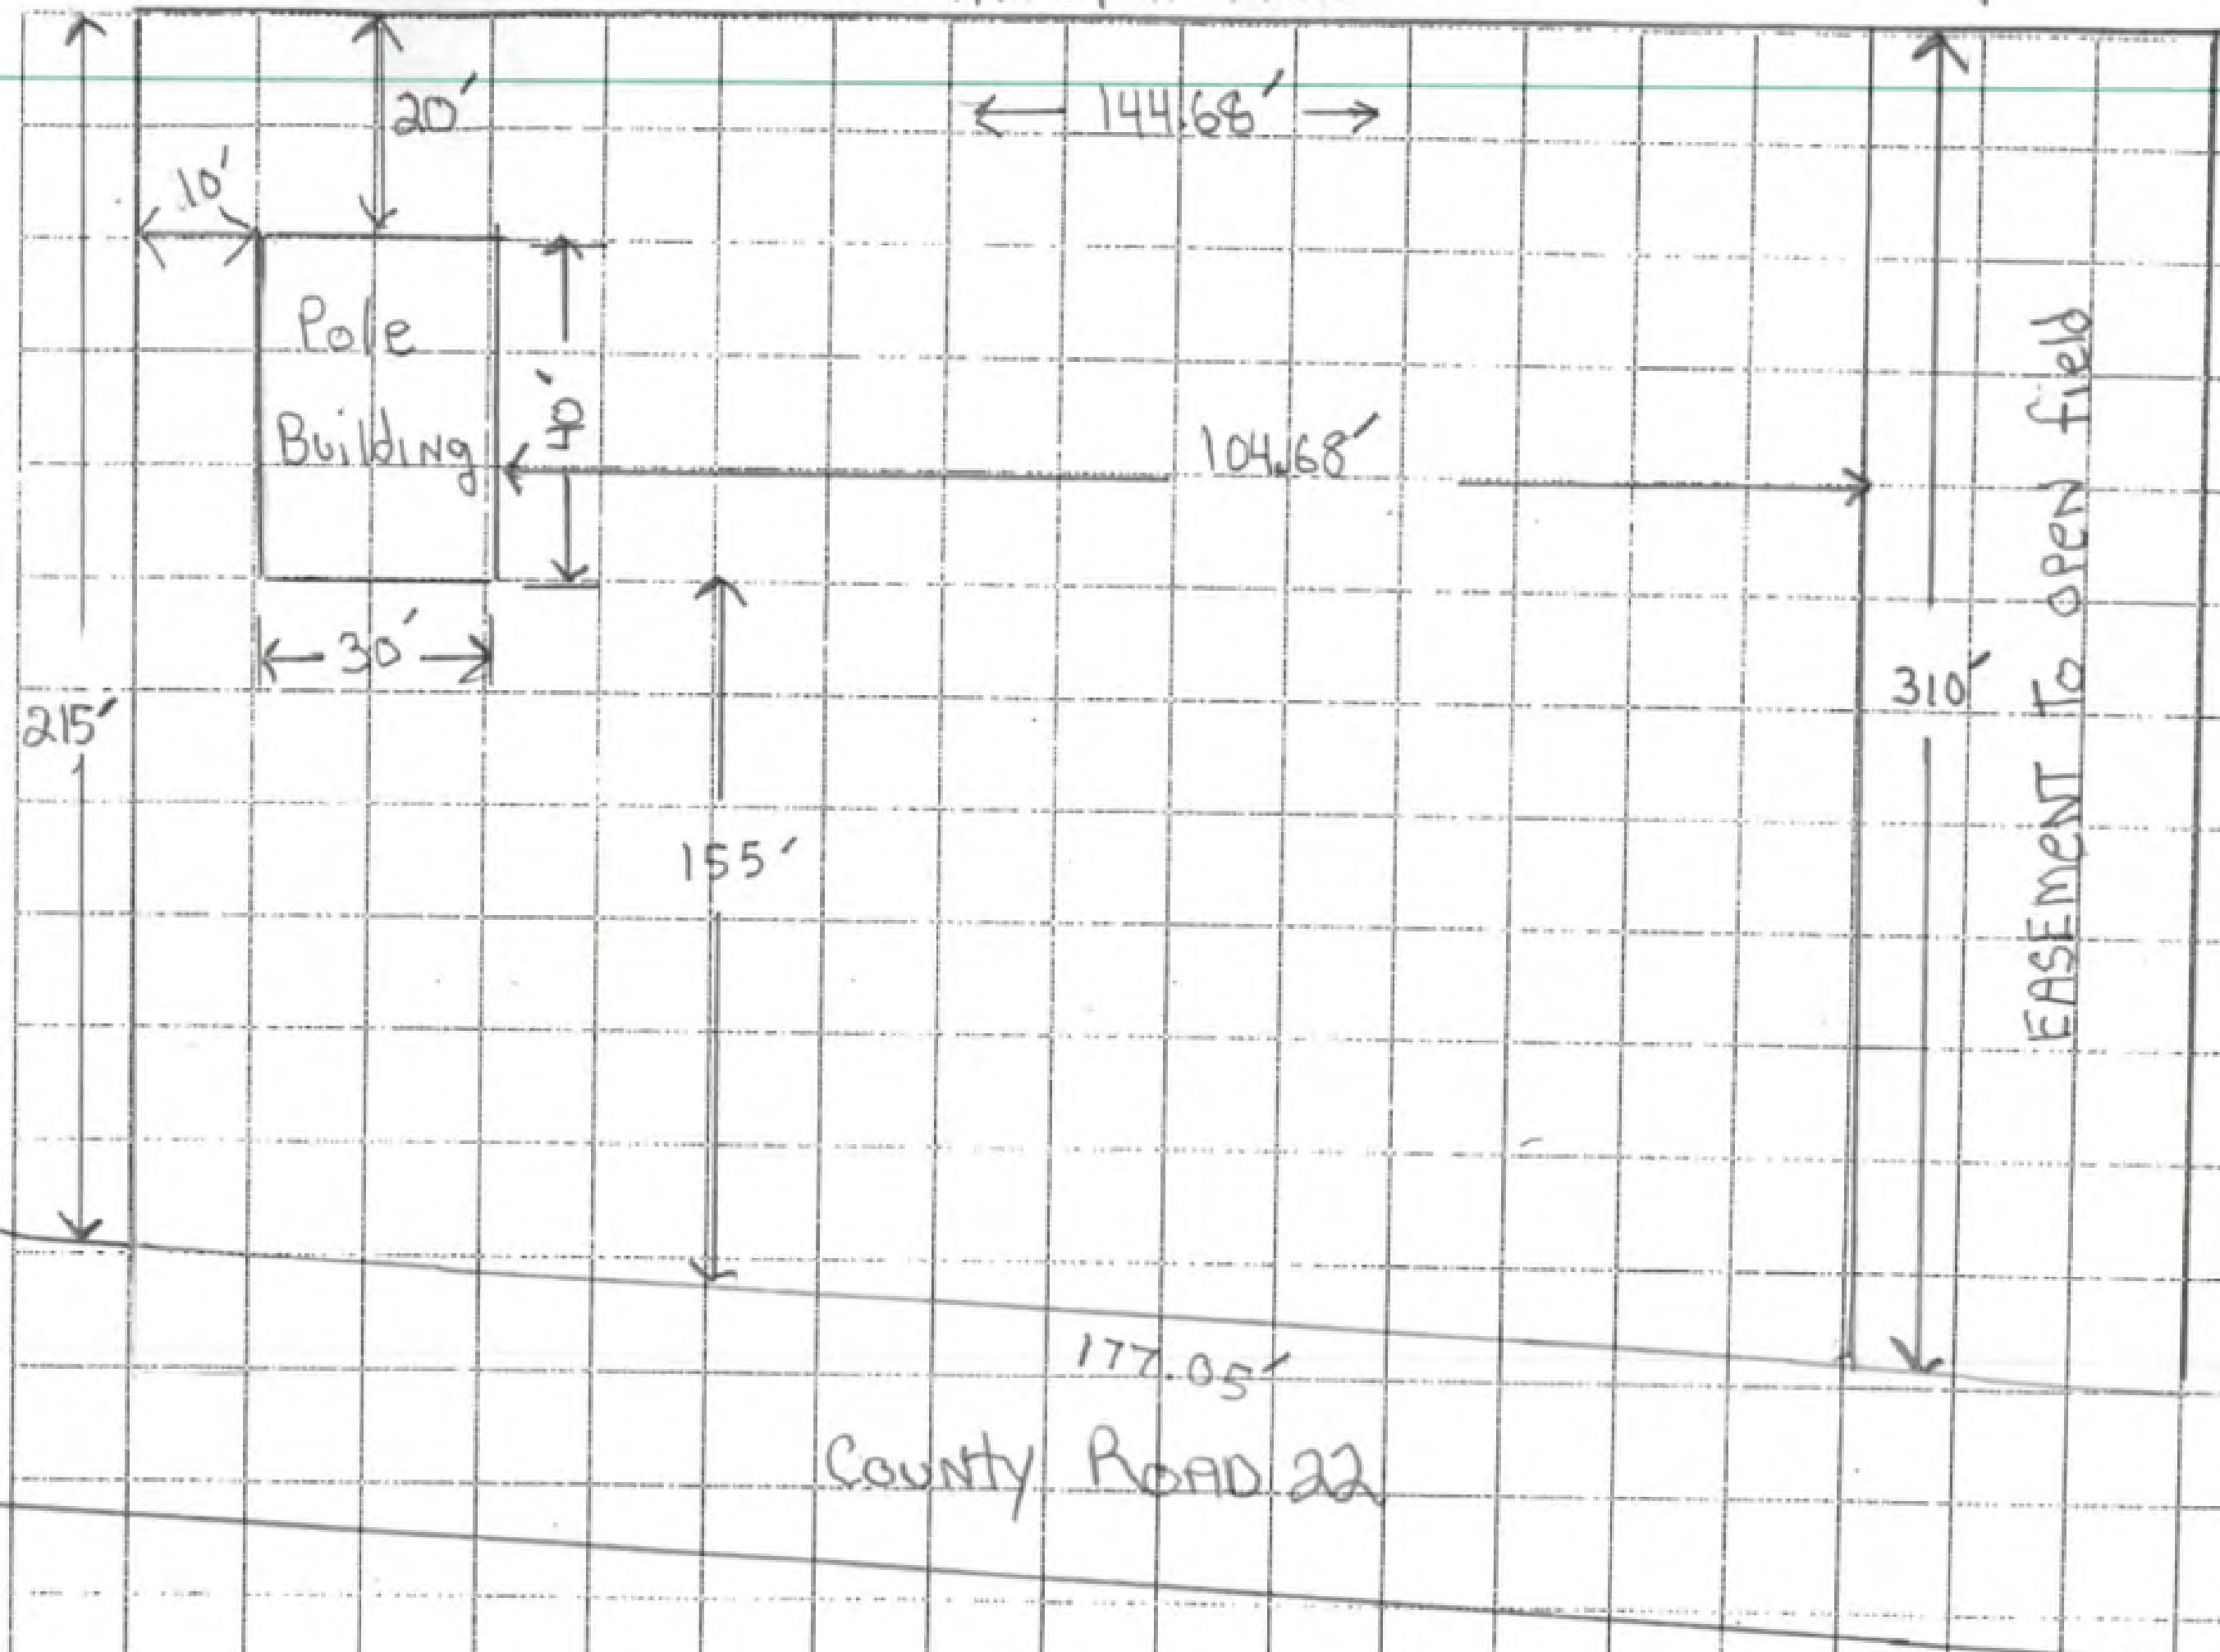 20′
144.68′
10′
Pole
Building
40′
104.68′
30′
215′
155′
310′
EASEMENT TO OPEN field
177.05′
COUNTY ROAD 22